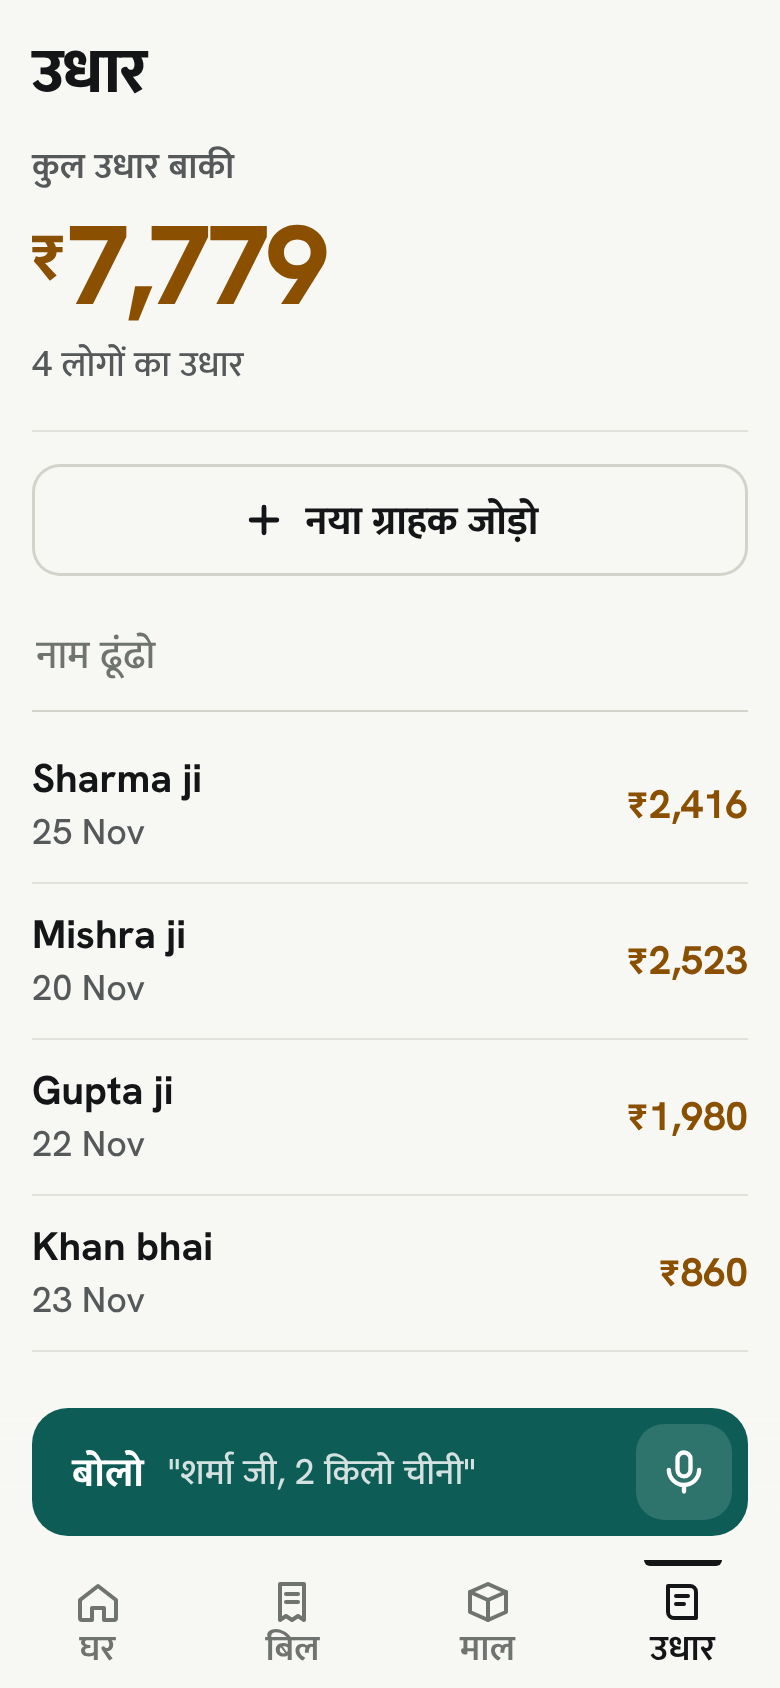 उधार
कुल उधार बाकी
₹7,779
4 लोगों का उधार
+ नया ग्राहक जोड़ो
नाम ढूंढो
Sharma ji
25 Nov
₹2,416
Mishra ji
20 Nov
₹2,523
Gupta ji
22 Nov
₹1,980
Khan bhai
23 Nov
₹860
बोलो "शर्मा जी, 2 किलो चीनी"
घर
बिल
माल
उधार